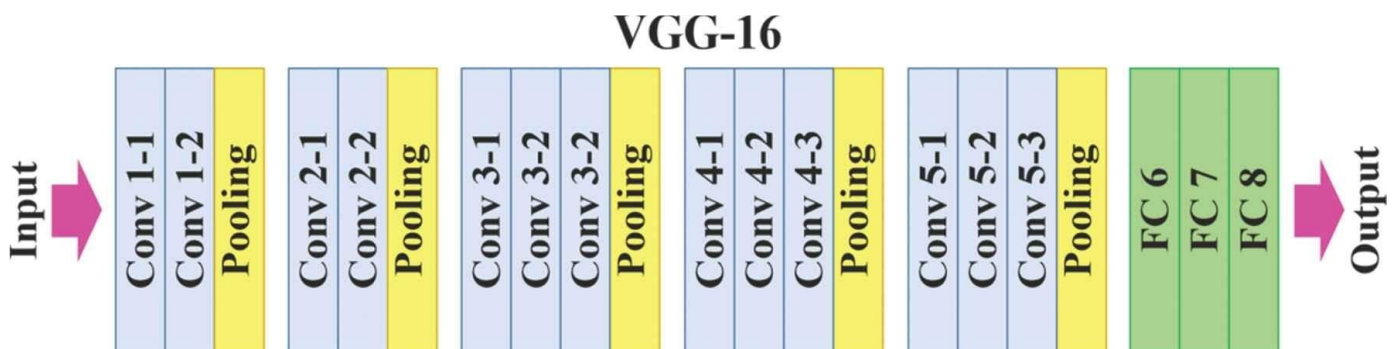 VGG-16
Input
Conv 1-1
Conv 1-2
Pooling
Conv 2-1
Conv 2-2
Pooling
Conv 3-1
Conv 3-2
Conv 3-2
Pooling
Conv 4-1
Conv 4-2
Conv 4-3
Pooling
Conv 5-1
Conv 5-2
Conv 5-3
Pooling
FC 6
FC 7
FC 8
Output